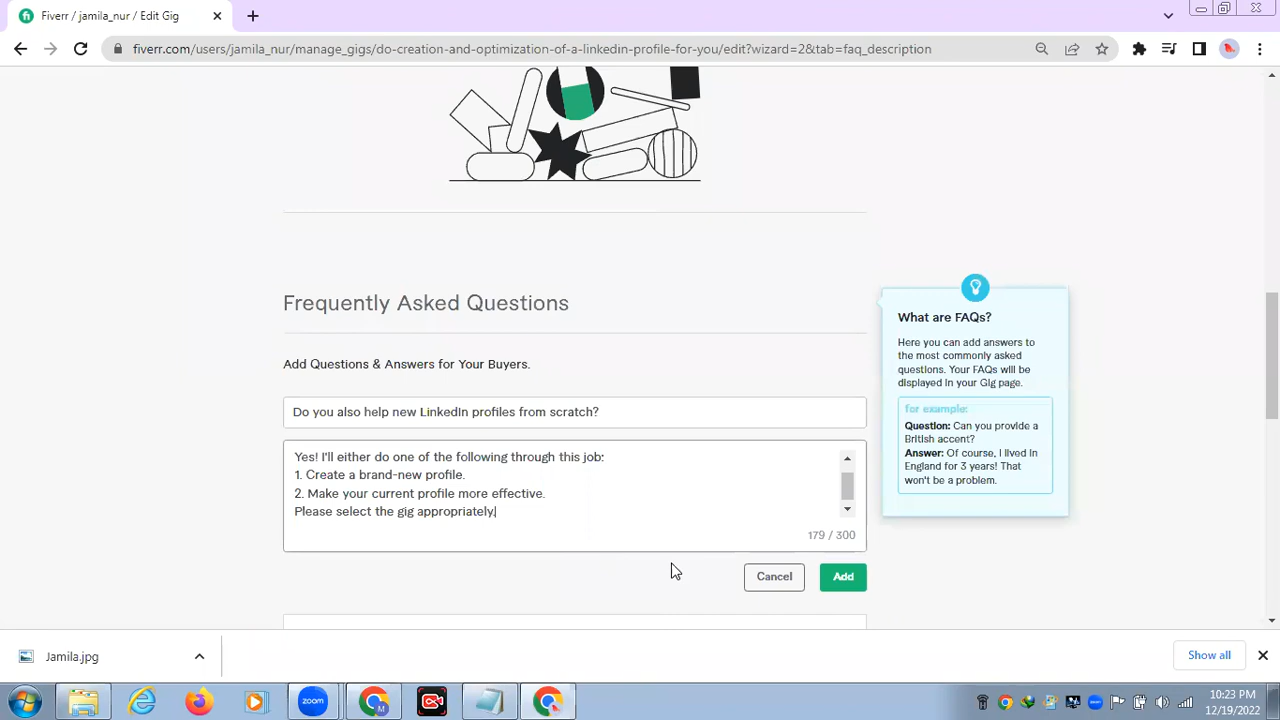 Fiverr / jamila_nur / Edit Gig
fiverr.com/users/jamila_nur/manage_gigs/do-creation-and-optimization-of-a-linkedin-profile-for-you/edit?wizard=2&tab=faq_description
Frequently Asked Questions
Add Questions & Answers for Your Buyers.
Do you also help new LinkedIn profiles from scratch?
Yes! I'll either do one of the following through this job:
1. Create a brand-new profile.
2. Make your current profile more effective.
Please select the gig appropriately.
179 / 300
Cancel
Add
What are FAQs?
Here you can add answers to
the most commonly asked
questions. Your FAQs will be
displayed in your Gig page.
for example:
Question: Can you provide a
British accent?
Answer: Of course, I lived in
England for 3 years! That
won't be a problem.
Jamila.jpg
Show all
zoom
M
10:23 PM
12/19/2022